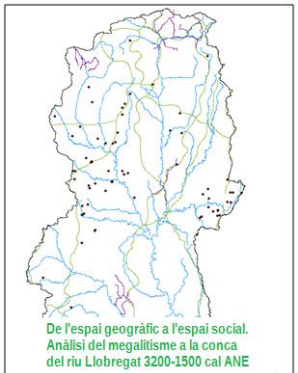 De l'espai geogràfic a l'espai social.
Anàlisi del megalitisme a la conca
del riu Llobregat 3200-1500 cal ANE